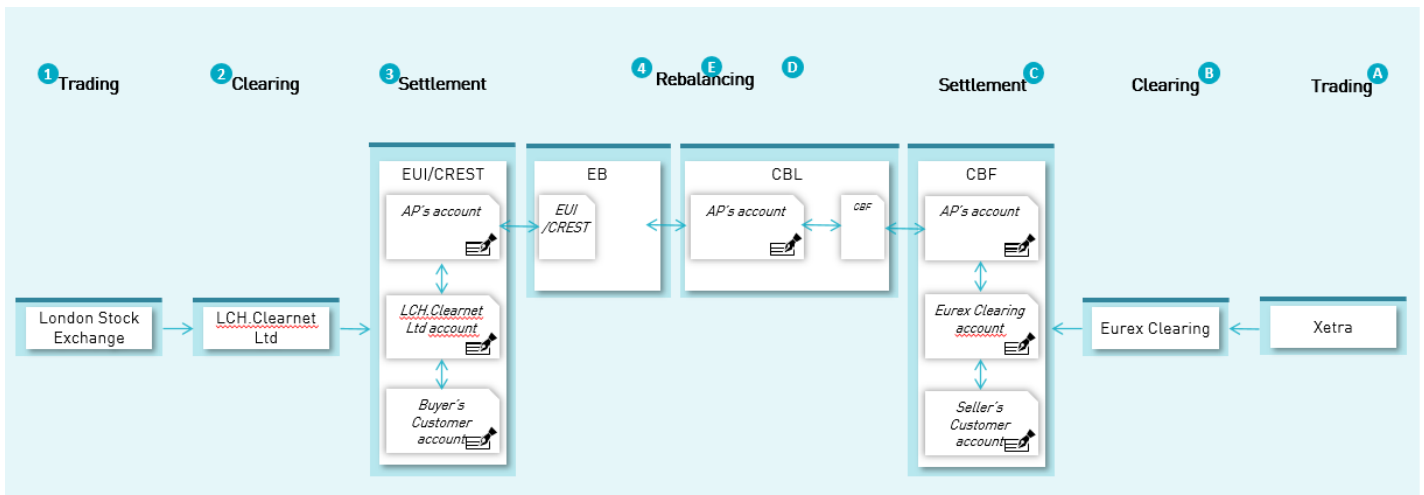 1 Trading
2 Clearing
3 Settlement
4 Rebalancing E D
Settlement C
Clearing B
Trading A
EUI/CREST
AP's account
LCH.Clearnet
Ltd account
Buyer's
Customer
account
EB
EUI
/CREST
CBL
AP's account
CBF
CBF
AP's account
Eurex Clearing
account
Seller's
Customer
account
London Stock
Exchange
LCH.Clearnet
Ltd
Eurex Clearing
Xetra